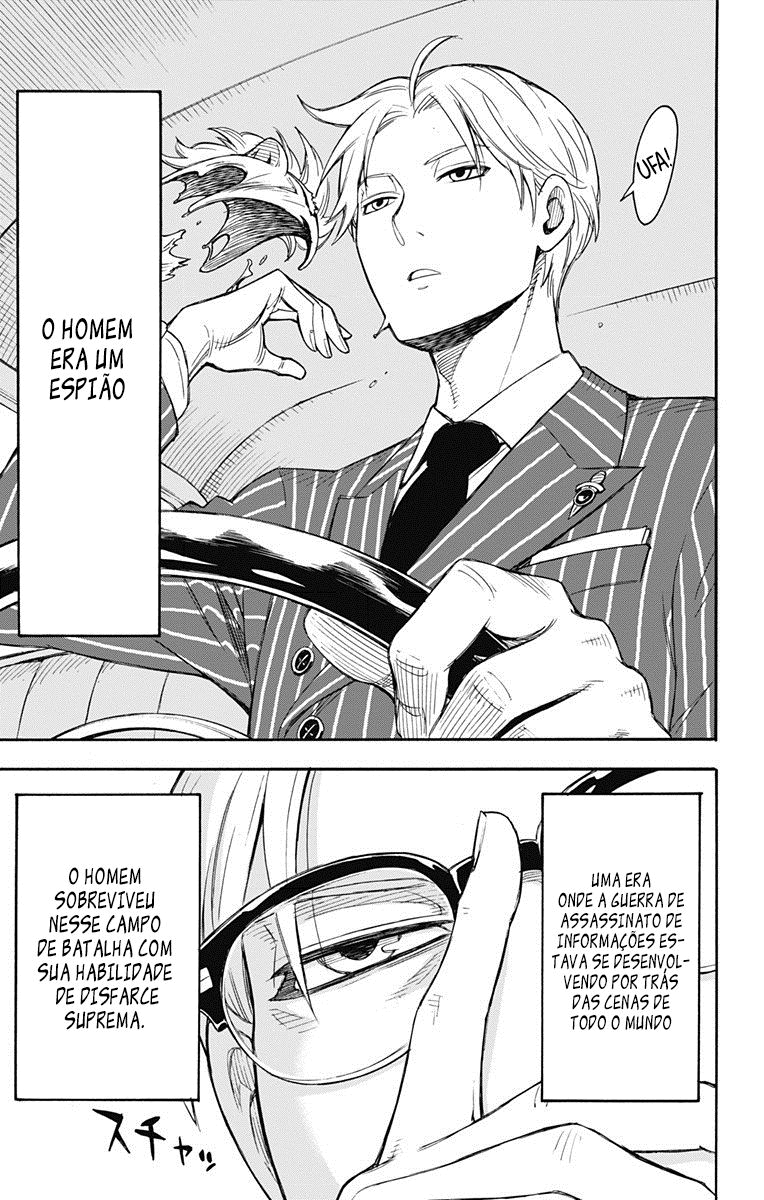 UFA!
O HOMEM
ERA UM
ESPIÃO
UMA ERA
ONDE A GUERRA DE
ASSASSINATO DE
INFORMAÇÕES ES-
TAVA SE DESENVOL-
VENDO POR TRÁS
DAS CENAS DE
TODO O MUNDO
O HOMEM
SOBREVIVEU
NESSE CAMPO
DE BATALHA COM
SUA HABILIDADE
DE DISFARCE
SUPREMA.
スチャッ